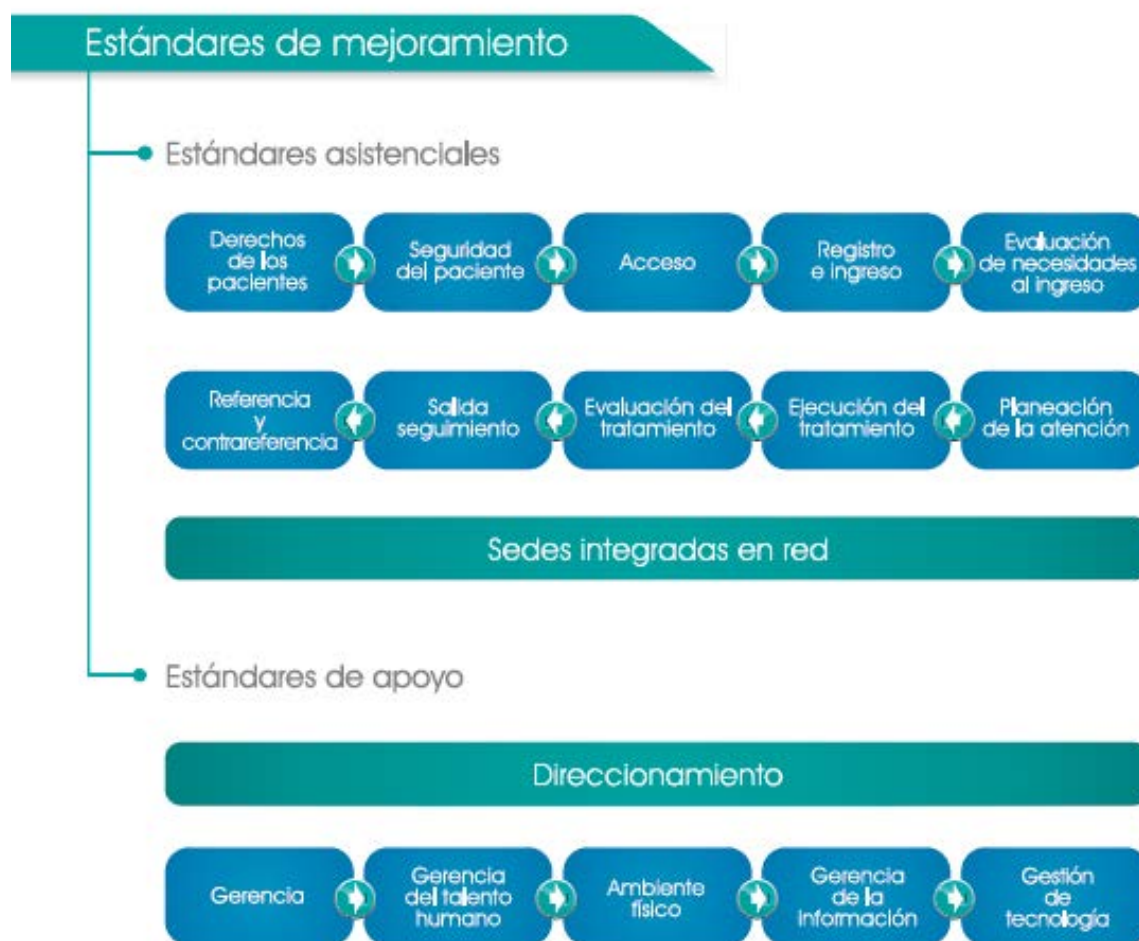 Estándares de mejoramiento
Estándares asistenciales
Derechos
de los
pacientes
Seguridad
del paciente
Acceso
Registro
e ingreso
Evaluación
de necesidades
al ingreso
Referencia
y
contrareferencia
Salida
seguimiento
Evaluación del
tratamiento
Ejecución del
tratamiento
Planeación
de la atención
Sedes integradas en red
Estándares de apoyo
Direccionamiento
Gerencia
Gerencia
del talento
humano
Ambiente
físico
Gerencia
de la
información
Gestión
de
tecnología